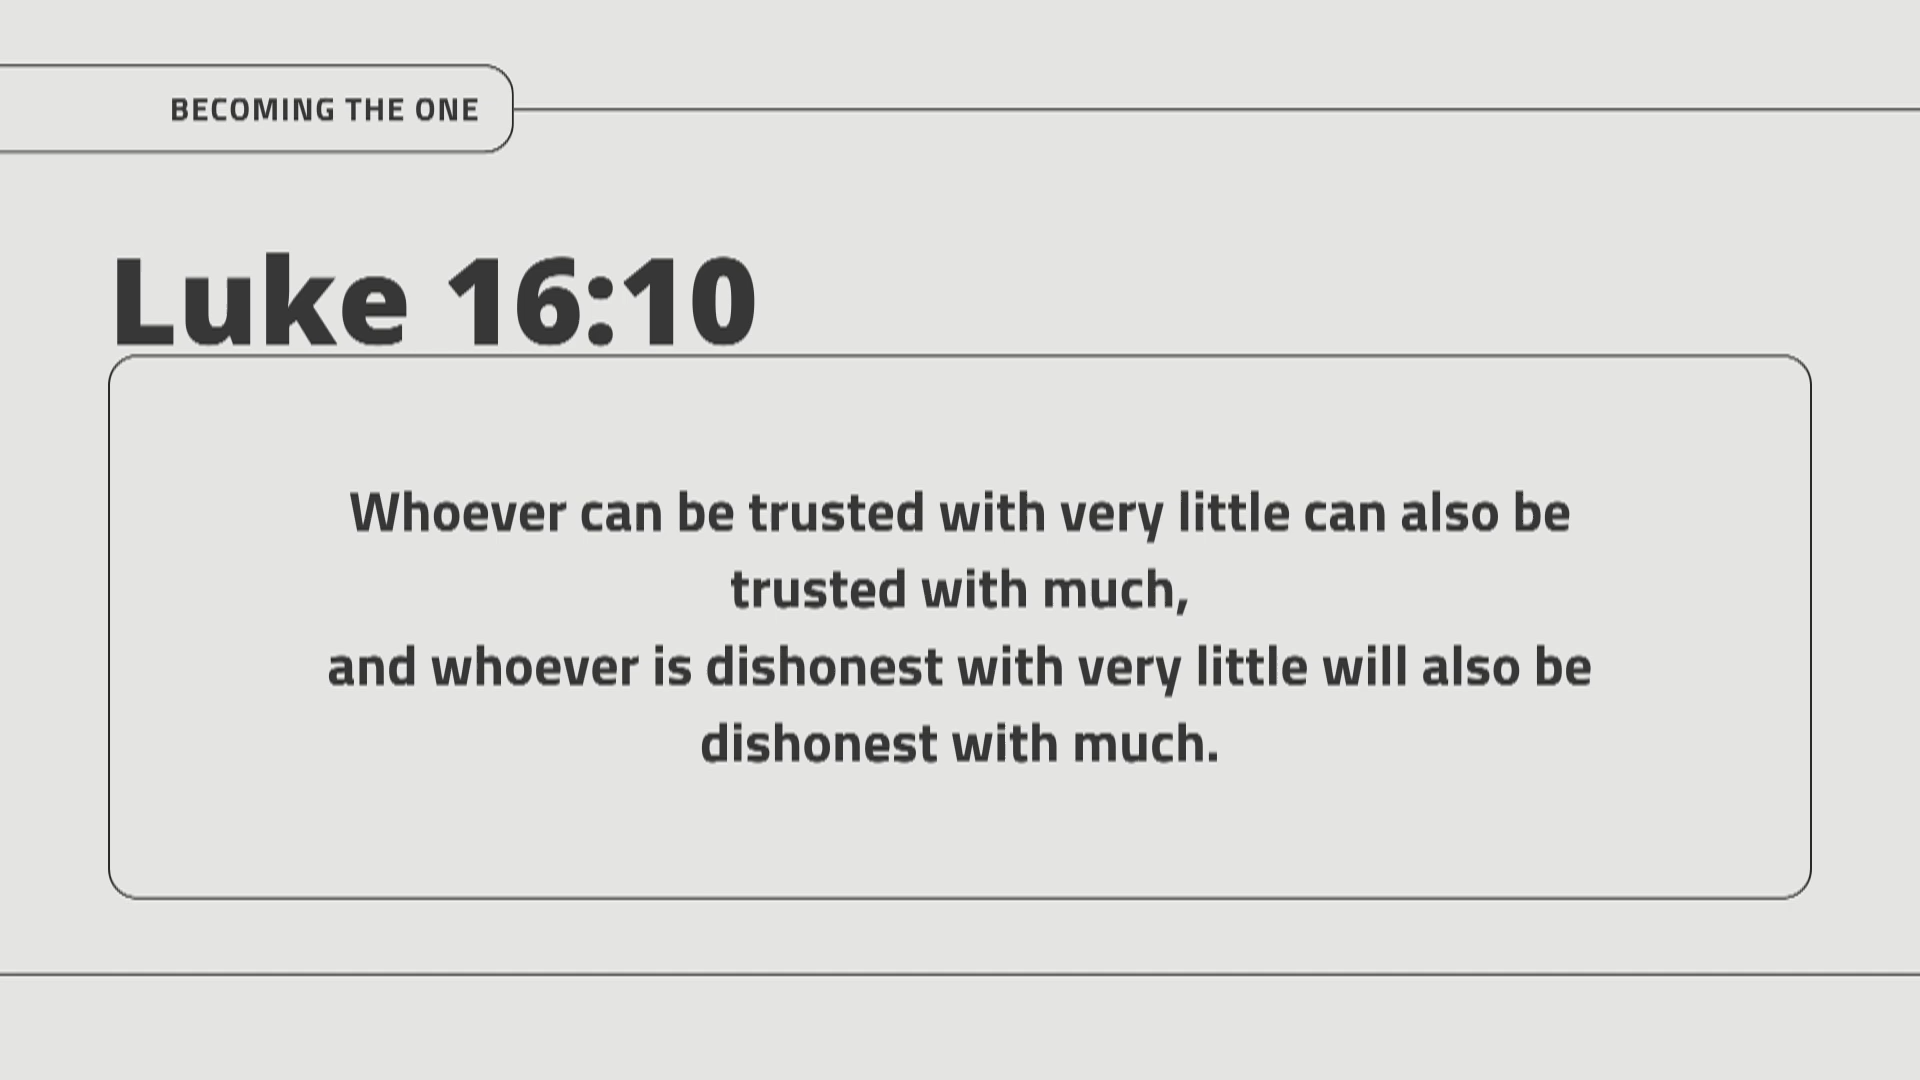 BECOMING THE ONE
Luke 16:10
Whoever can be trusted with very little can also be
trusted with much,
and whoever is dishonest with very little will also be
dishonest with much.